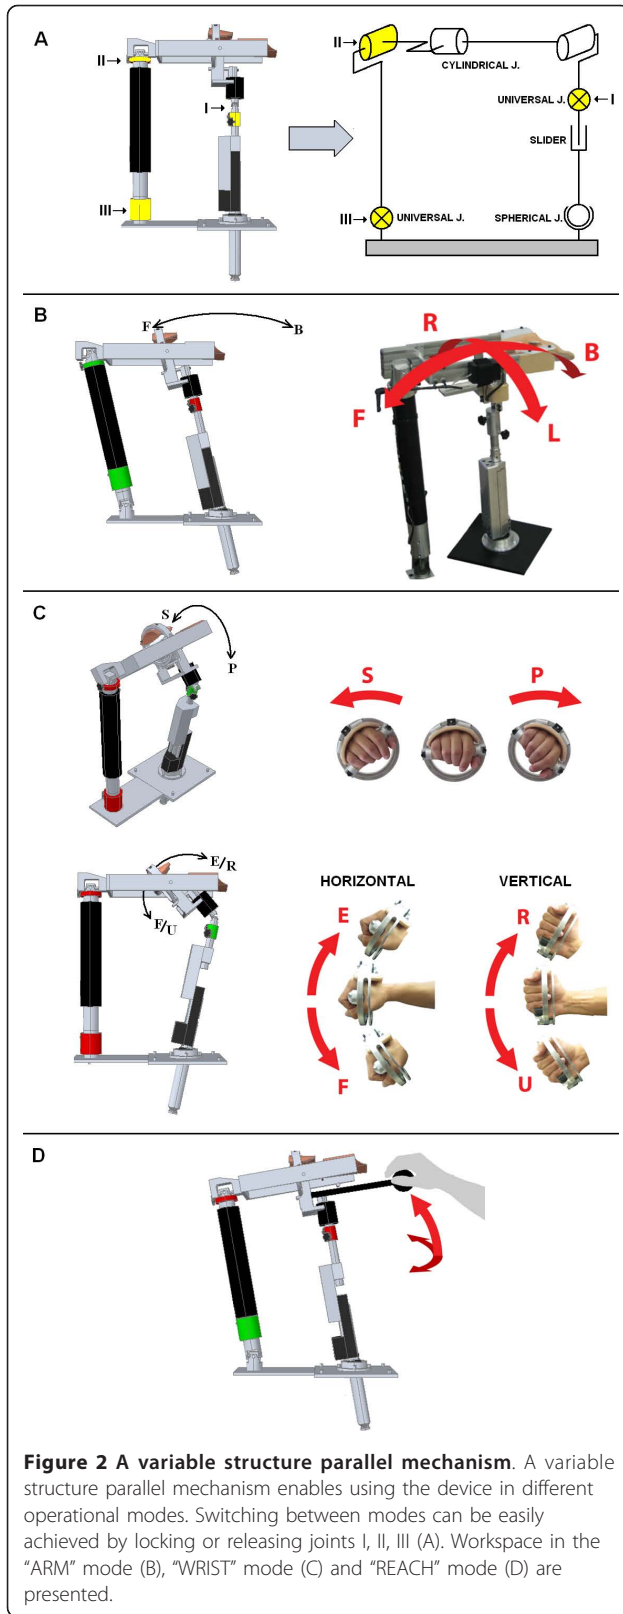 A
II→
I→
III→
II→
CYLINDRICAL J.
UNIVERSAL J.
←I
SLIDER
III→
UNIVERSAL J.
SPHERICAL J.
B
F
B
R
B
F
L
C
S
P
S
P
E/R
F/U
HORIZONTAL
VERTICAL
E
R
F
U
D
Figure 2 A variable structure parallel mechanism. A variable
structure parallel mechanism enables using the device in different
operational modes. Switching between modes can be easily
achieved by locking or releasing joints I, II, III (A). Workspace in the
“ARM” mode (B), “WRIST” mode (C) and “REACH” mode (D) are
presented.